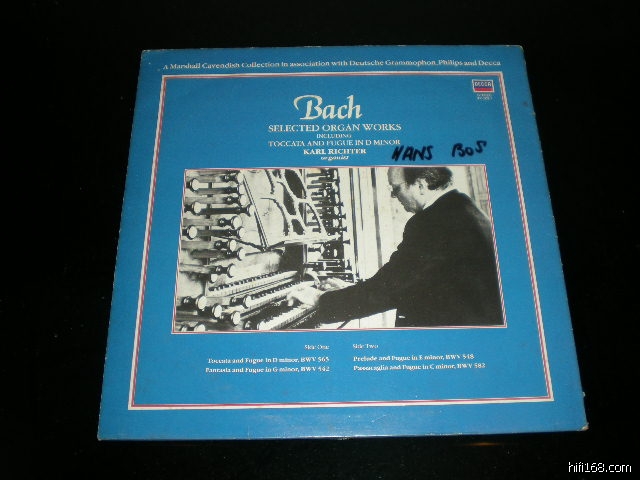 A Marshall Cavendish Collection in association with Deutsche Grammophon, Philips and Decca
DECCA
Bach
SELECTED ORGAN WORKS
INCLUDING
TOCCATA AND FUGUE IN D MINOR
KARL RICHTER
organist
HANS BOS
Side One
Toccata and Fugue in D minor, BWV 565
Fantasia and Fugue in G minor, BWV 542
Side Two
Prelude and Fugue in E minor, BWV 548
Passacaglia and Fugue in C minor, BWV 582
hifi168.com